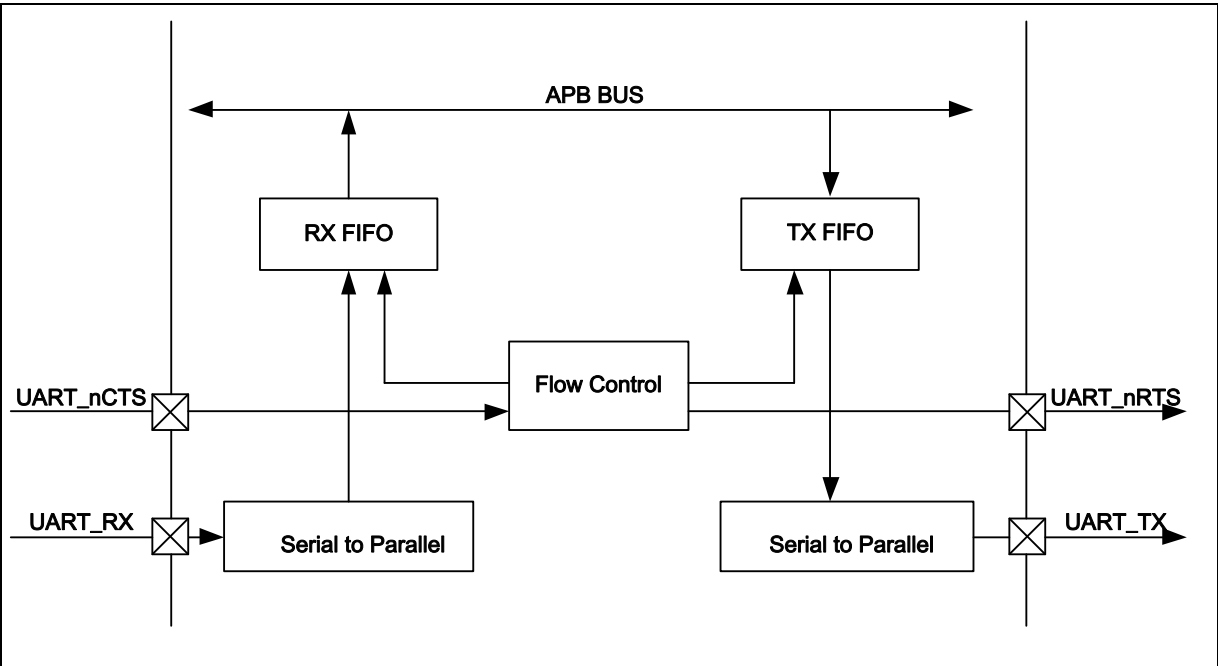 APB BUS
RX FIFO
TX FIFO
Flow Control
UART_nCTS
UART_nRTS
UART_RX
UART_TX
Serial to Parallel
Serial to Parallel